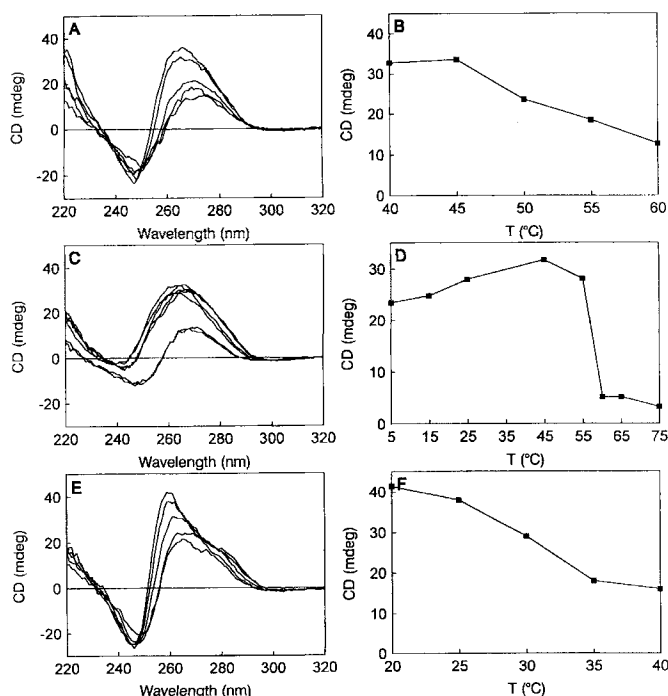 A
CD (mdeg)
40
20
0
-20
220 240 260 280 300 320
Wavelength (nm)
B
CD (mdeg)
40
30
20
10
0
40 45 50 55 60
T (°C)
C
CD (mdeg)
40
20
0
-20
220 240 260 280 300 320
Wavelength (nm)
D
CD (mdeg)
30
20
10
0
5 15 25 35 45 55 65 75
T (°C)
E
CD (mdeg)
40
20
0
-20
220 240 260 280 300 320
Wavelength (nm)
F
CD (mdeg)
40
30
20
10
0
20 25 30 35 40
T (°C)